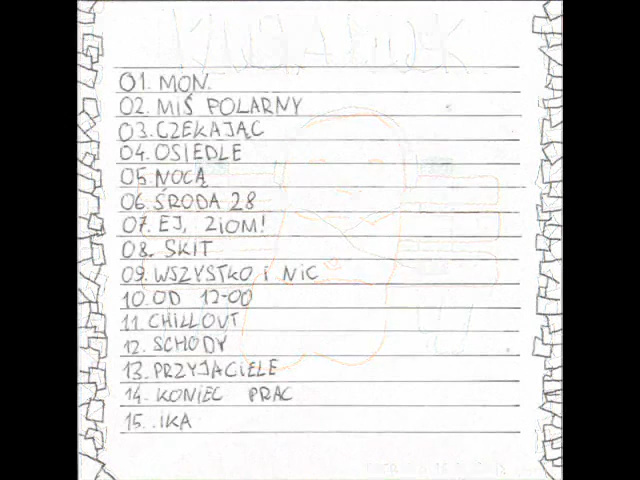 01. MON.
02. MIŚ POLARNY
03. CZEKAJĄC
04. OSIEDLE
05. NOCĄ
06. ŚRODA 28
07. EJ, ZIOM!
08. SKIT
09. WSZYSTKO i NiC
10. OD 12-00
11. CHILLOUT
12. SCHODY
13. PRZYJACIELE
14. KONIEC PRAC
15. .IKA